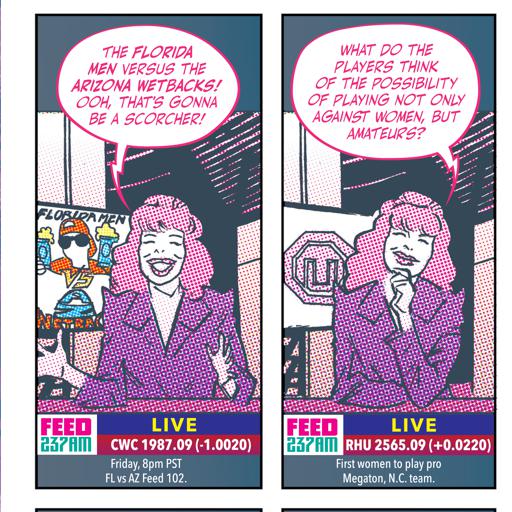 THE FLORIDA
MEN VERSUS THE
ARIZONA WETBACKS!
OOH, THAT'S GONNA
BE A SCORCHER!
FLORIDA MEN
VS
FEED
237AM
LIVE
CWC 1987.09 (-1.0020)
Friday, 8pm PST
FL vs AZ Feed 102.
WHAT DO THE
PLAYERS THINK
OF THE POSSIBILITY
OF PLAYING NOT ONLY
AGAINST WOMEN, BUT
AMATEURS?
U
FEED
237AM
LIVE
RHU 2565.09 (+0.0220)
First women to play pro
Megaton, N.C. team.